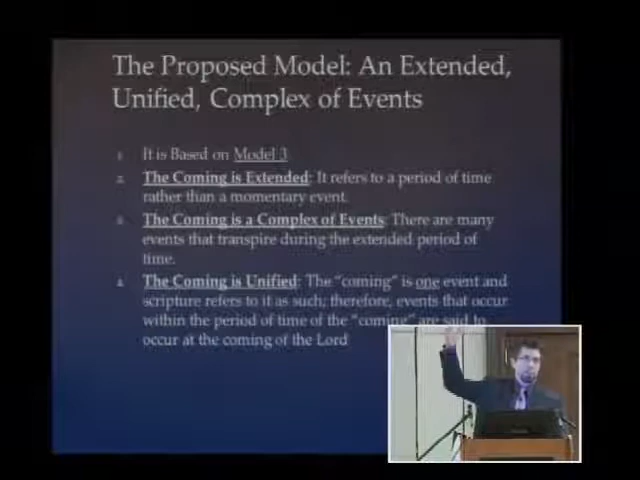 The Proposed Model: An Extended,
Unified, Complex of Events
1. It is Based on Model 3
2. The Coming is Extended: It refers to a period of time
rather than a momentary event.
3. The Coming is a Complex of Events: There are many
events that transpire during the extended period of
time.
4. The Coming is Unified: The “coming” is one event and
scripture refers to it as such; therefore, events that occur
within the period of time of the “coming” are said to
occur at the coming of the Lord